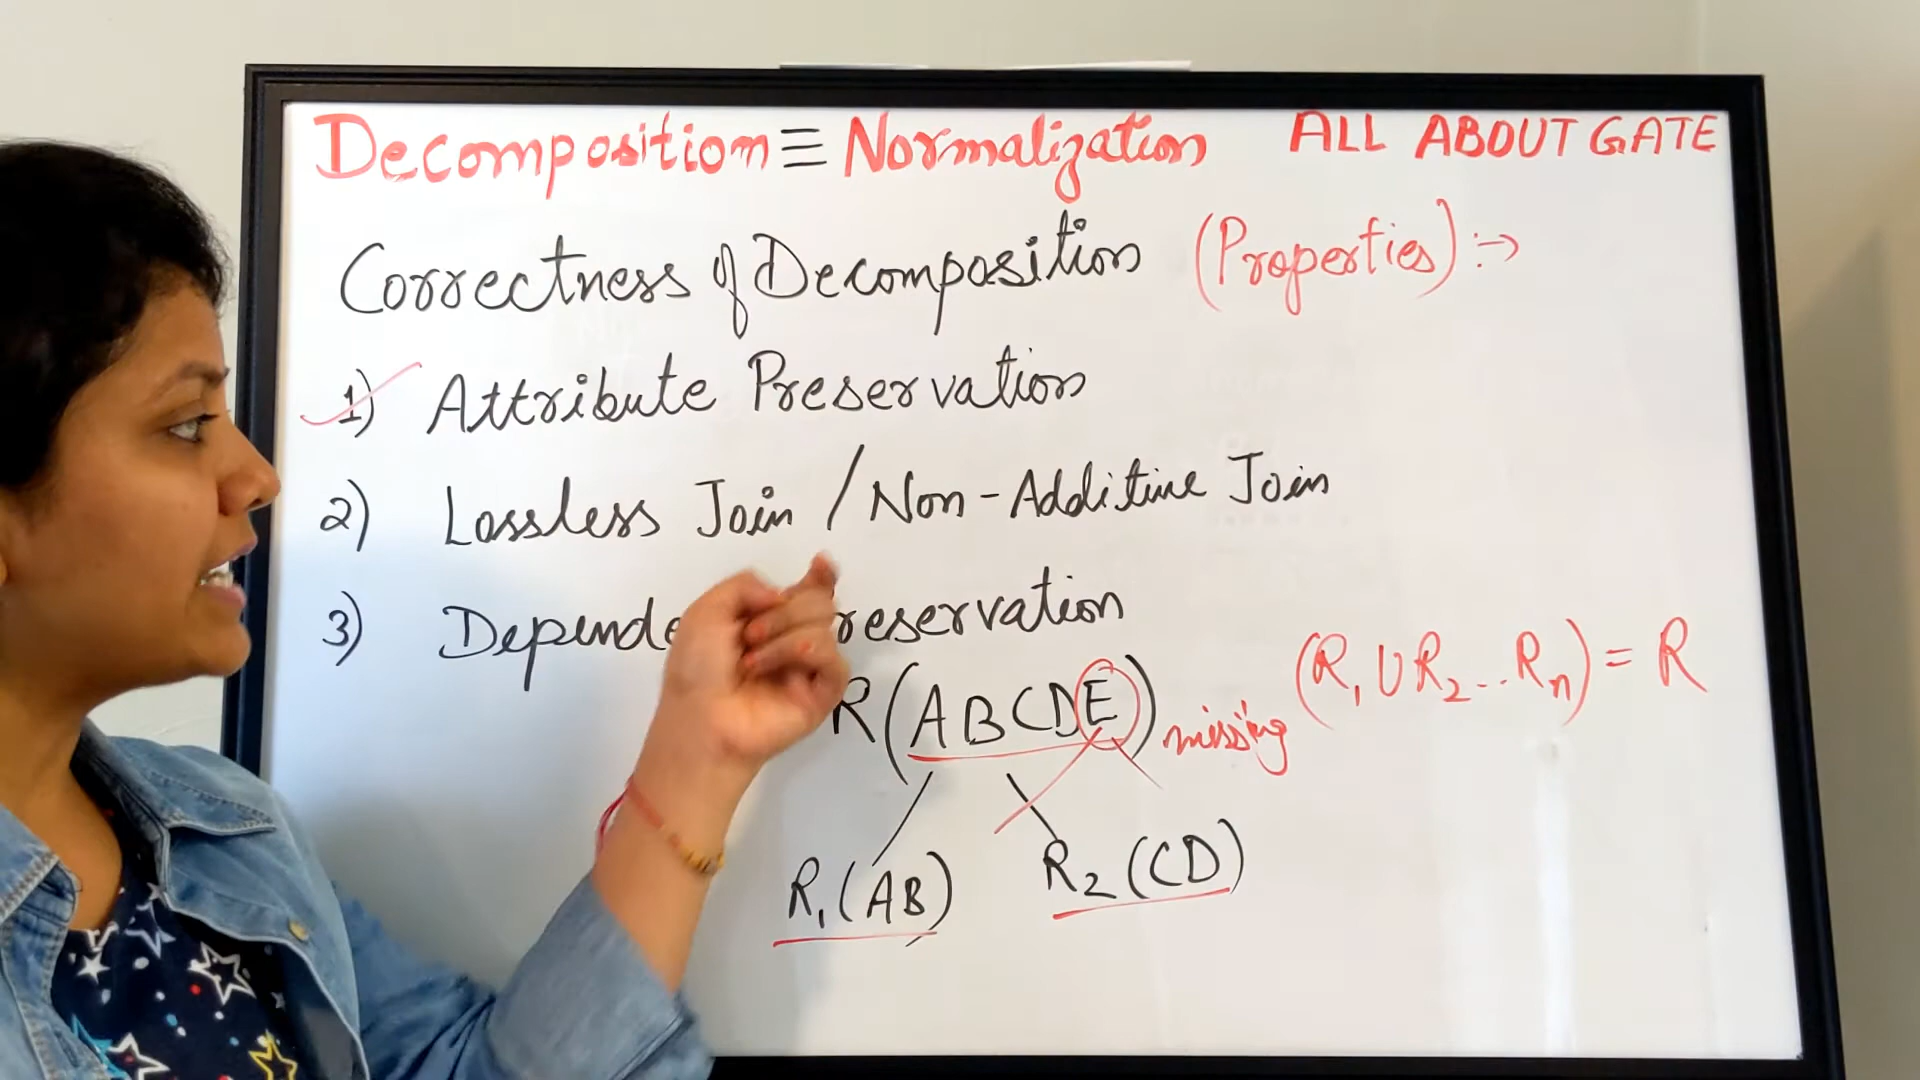 Decomposition ≡ Normalization
ALL ABOUT GATE
Correctness of Decomposition (Properties) :→
1) Attribute Preservation
2) Lossless Join / Non-Additive Join
3) Depende reservation
R(ABCDE) missing
(R₁ ∪ R₂ .. Rₙ) = R
R₁(AB)
R₂(CD)